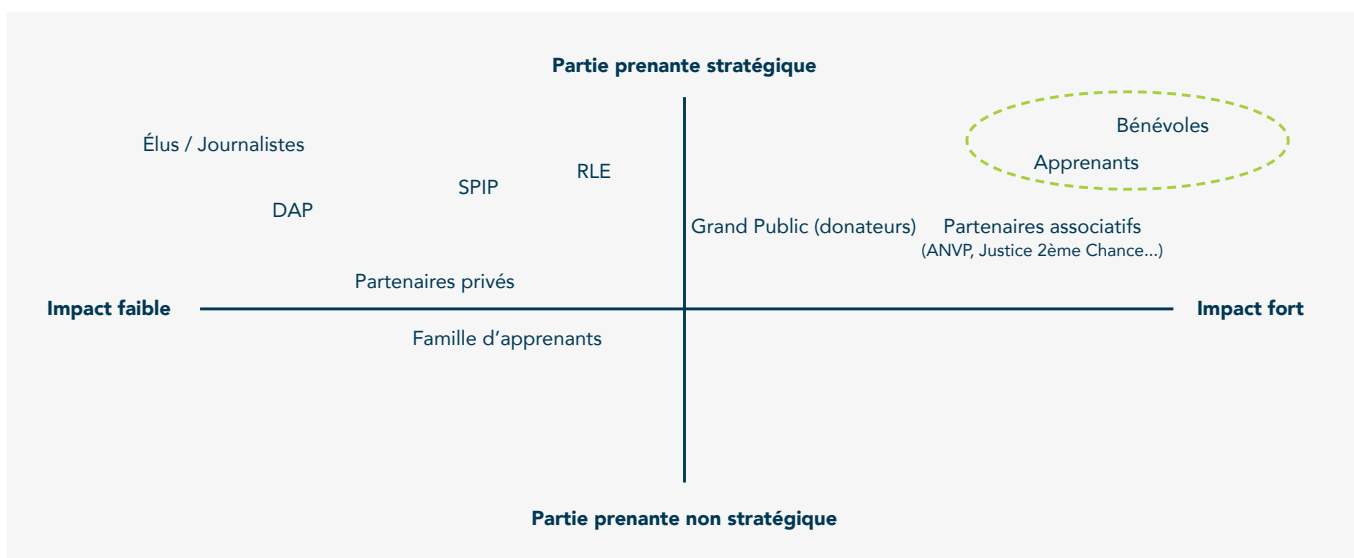 Partie prenante stratégique
Bénévoles
Élus / Journalistes
Apprenants
RLE
SPIP
DAP
Grand Public (donateurs)
Partenaires associatifs
(ANVP, Justice 2ème Chance...)
Partenaires privés
Impact faible
Impact fort
Famille d’apprenants
Partie prenante non stratégique